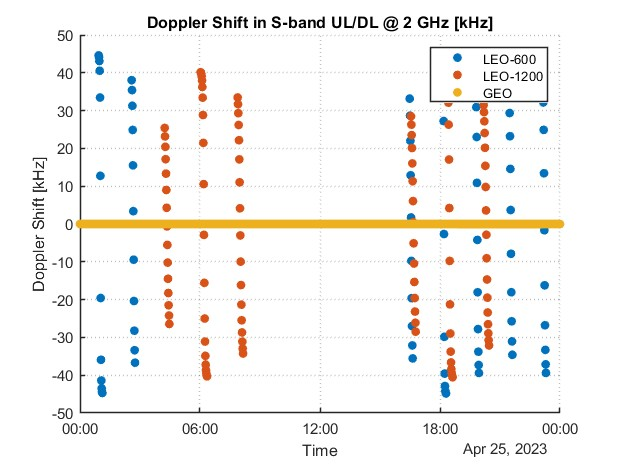 Doppler Shift in S-band UL/DL @ 2 GHz [kHz]
50
40
30
20
10
0
-10
-20
-30
-40
-50
Doppler Shift [kHz]
LEO-600
LEO-1200
GEO
00:00 06:00 12:00 18:00 00:00
Time
Apr 25, 2023